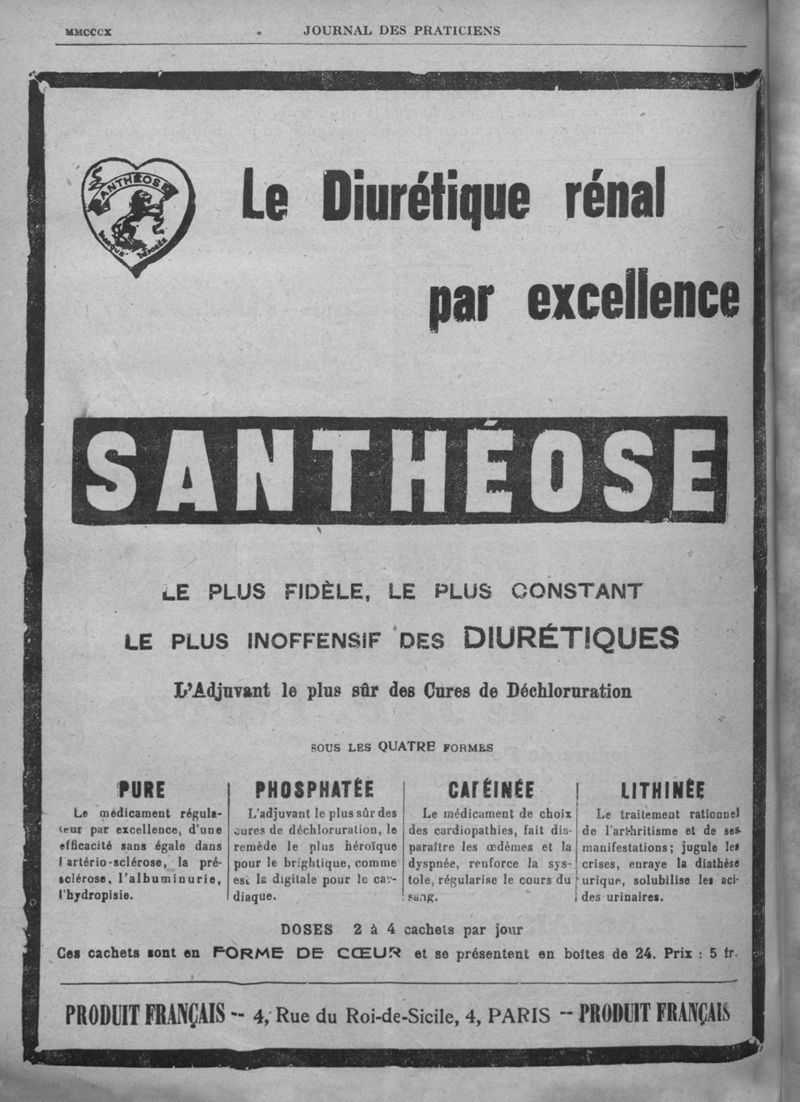 MMCCCX
JOURNAL DES PRATICIENS
SANTHÉOSE
MARQUE DÉPOSÉE
Le Diurétique rénal
par excellence
SANTHÉOSE
LE PLUS FIDÈLE, LE PLUS CONSTANT
LE PLUS INOFFENSIF DES DIURÉTIQUES
L'Adjuvant le plus sûr des Cures de Déchloruration
SOUS LES QUATRE FORMES
PURE
Le médicament régula-
teur par excellence, d'une
efficacité sans égale dans
l'artério-sclérose, la pré-
sclérose, l'albuminurie,
l'hydropisie.
PHOSPHATÉE
L'adjuvant le plus sûr des
cures de déchloruration, le
remède le plus héroïque
pour le brightique, comme
est la digitale pour le car-
diaque.
CAFÉINÉE
Le médicament de choix
des cardiopathies, fait dis-
paraître les œdèmes et la
dyspnée, renforce la sys-
tole, régularise le cours du
sang.
LITHINÉE
Le traitement rationnel
de l'arthritisme et de ses
manifestations; jugule les
crises, enraye la diathèse
urique, solubilise les aci-
des urinaires.
DOSES 2 à 4 cachets par jour
Ces cachets sont en FORME DE CŒUR et se présentent en boîtes de 24. Prix : 5 fr.
PRODUIT FRANÇAIS -- 4, Rue du Roi-de-Sicile, 4, PARIS -- PRODUIT FRANÇAIS